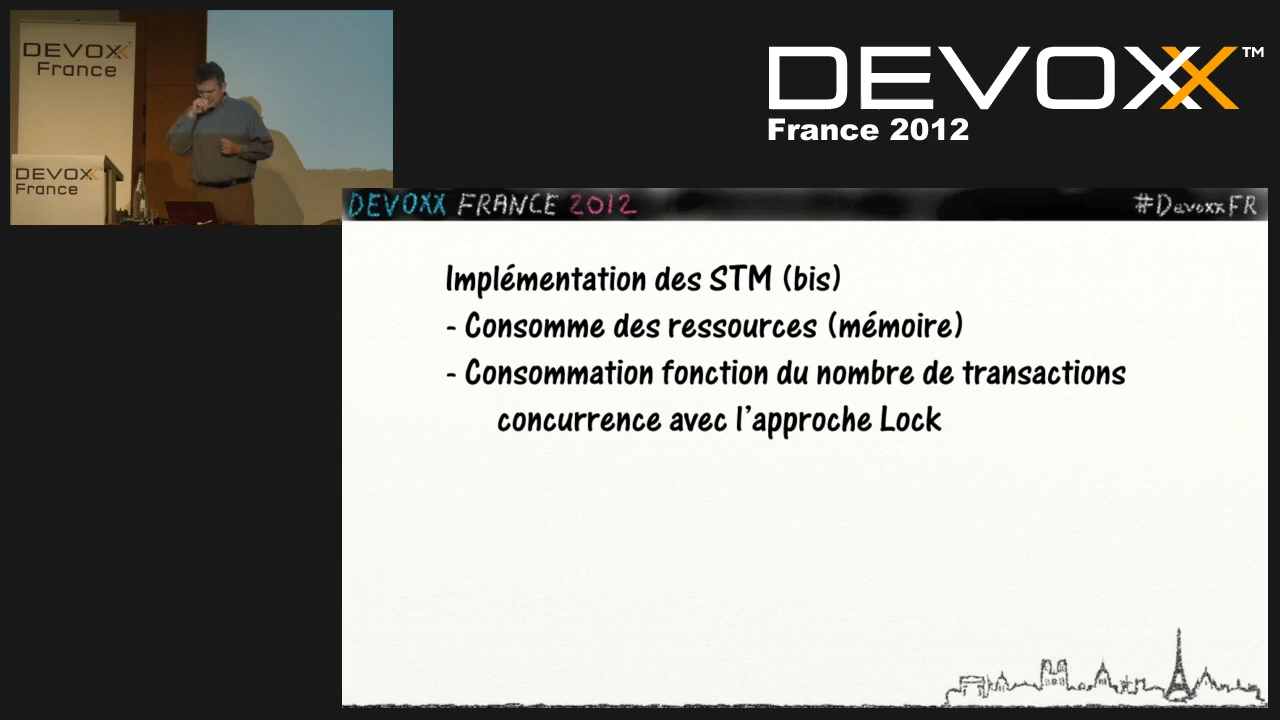 DEVOXX
France
DEVOXX
France
DEVOXX™
France 2012
DEVOXX FRANCE 2012
#DevoxxFR
Implémentation des STM (bis)
- Consomme des ressources (mémoire)
- Consommation fonction du nombre de transactions
concurrence avec l'approche Lock